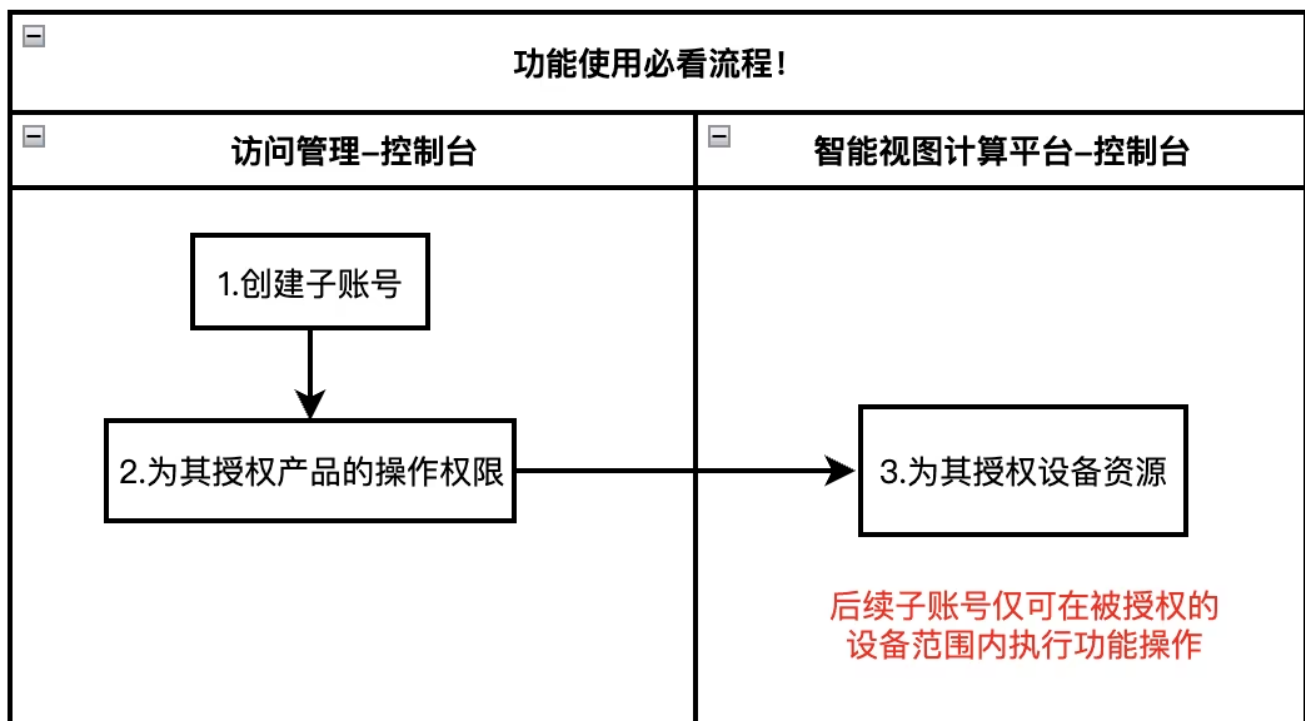 功能使用必看流程！
访问管理–控制台
智能视图计算平台–控制台
1.创建子账号
2.为其授权产品的操作权限
3.为其授权设备资源
后续子账号仅可在被授权的
设备范围内执行功能操作